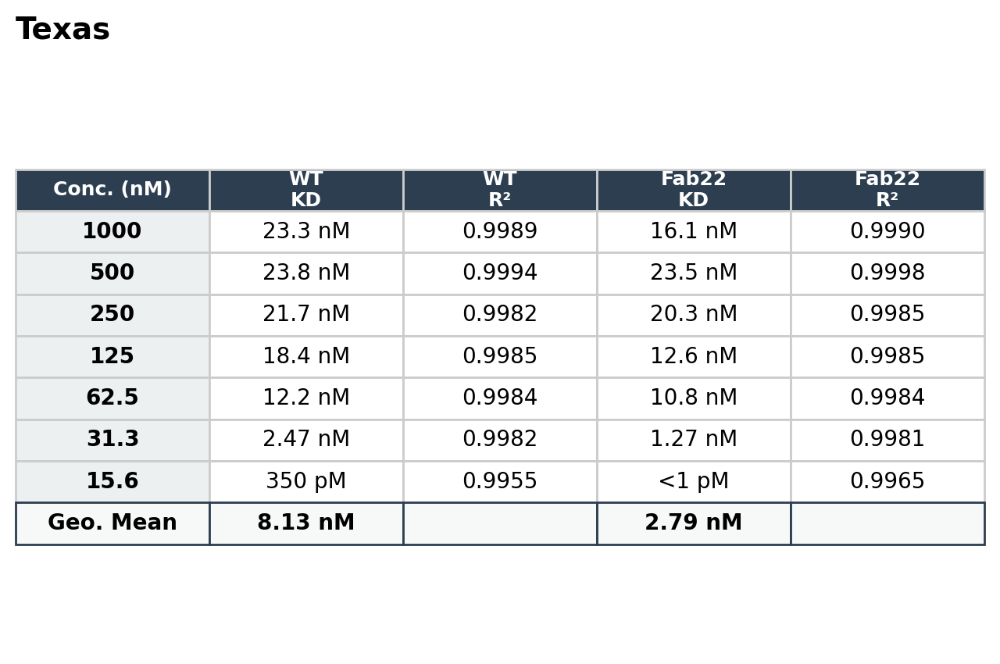 Texas
Conc. (nM) WT KD WT R² Fab22 KD Fab22 R²
1000 23.3 nM 0.9989 16.1 nM 0.9990
500 23.8 nM 0.9994 23.5 nM 0.9998
250 21.7 nM 0.9982 20.3 nM 0.9985
125 18.4 nM 0.9985 12.6 nM 0.9985
62.5 12.2 nM 0.9984 10.8 nM 0.9984
31.3 2.47 nM 0.9982 1.27 nM 0.9981
15.6 350 pM 0.9955 <1 pM 0.9965
Geo. Mean 8.13 nM 2.79 nM